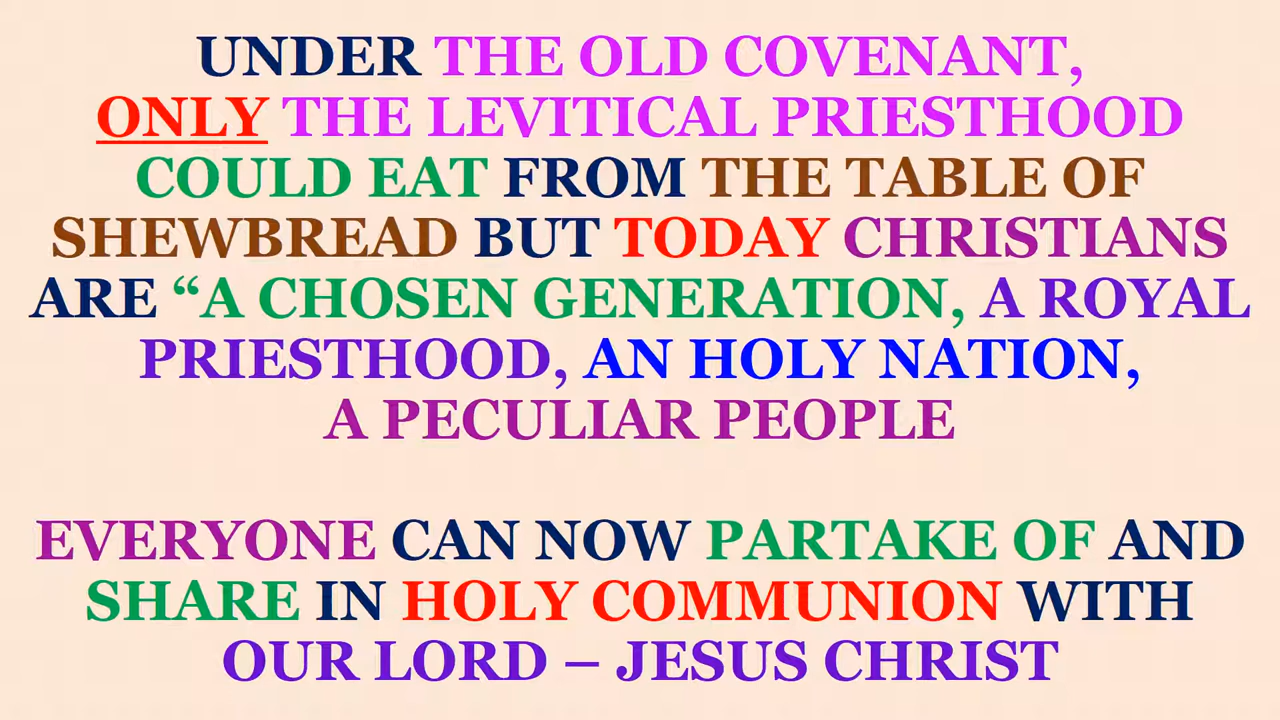 UNDER THE OLD COVENANT,
ONLY THE LEVITICAL PRIESTHOOD
COULD EAT FROM THE TABLE OF
SHEWBREAD BUT TODAY CHRISTIANS
ARE “A CHOSEN GENERATION, A ROYAL
PRIESTHOOD, AN HOLY NATION,
A PECULIAR PEOPLE
EVERYONE CAN NOW PARTAKE OF AND
SHARE IN HOLY COMMUNION WITH
OUR LORD – JESUS CHRIST